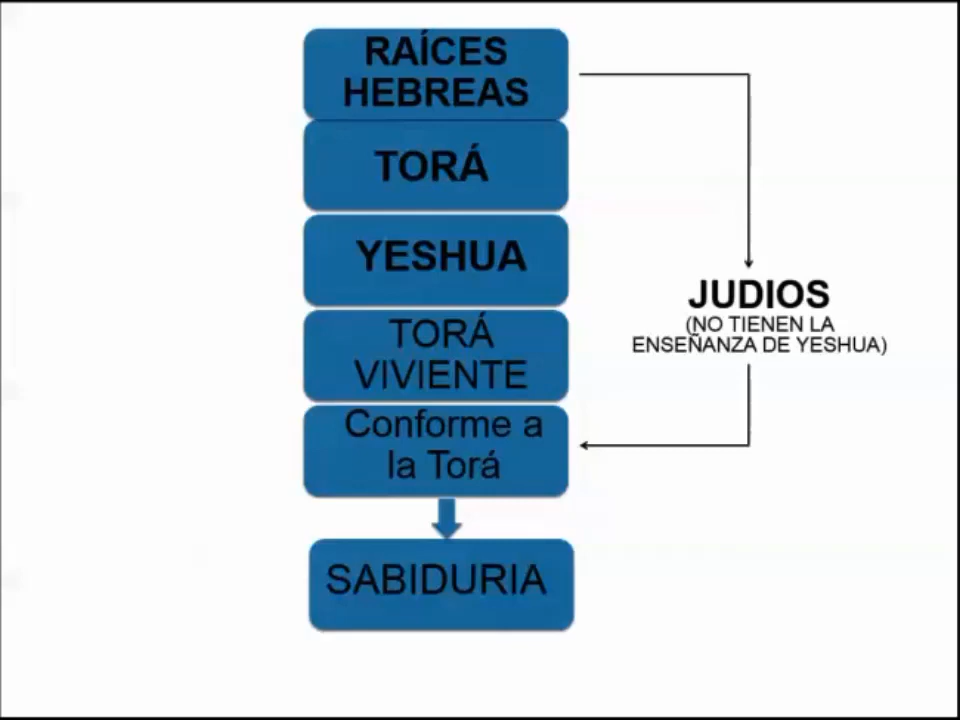 RAÍCES
HEBREAS
TORÁ
YESHUA
TORÁ
VIVIENTE
Conforme a
la Torá
SABIDURIA
JUDIOS
(NO TIENEN LA
ENSEÑANZA DE YESHUA)